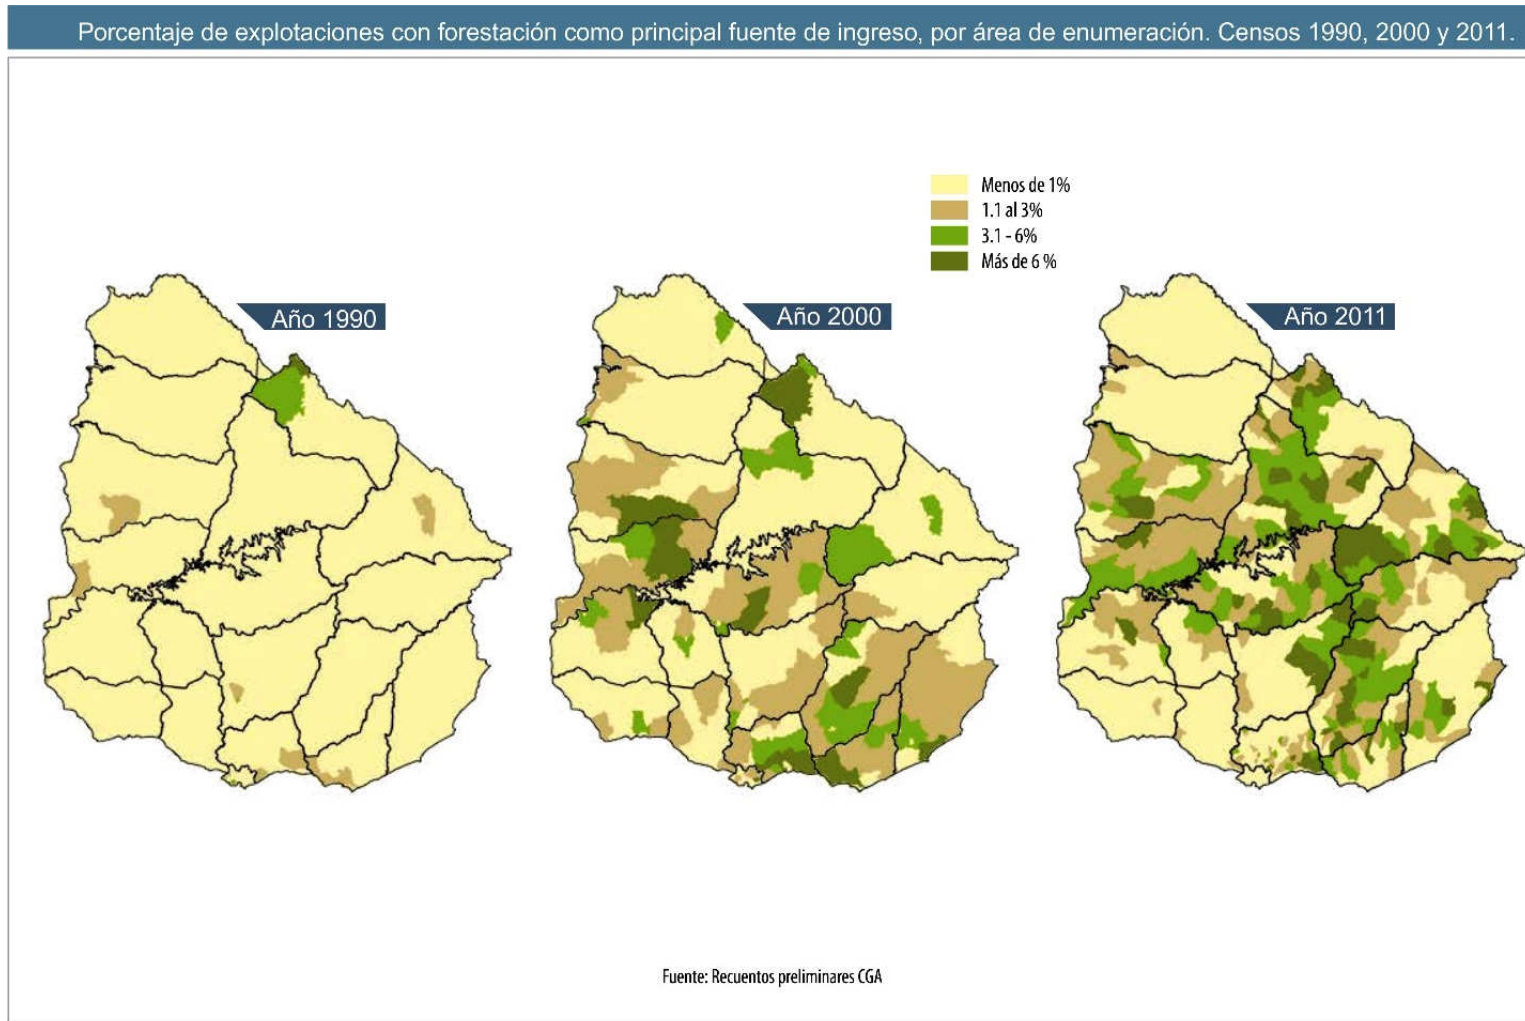 Porcentaje de explotaciones con forestación como principal fuente de ingreso, por área de enumeración. Censos 1990, 2000 y 2011.
Menos de 1%
1.1 al 3%
3.1 - 6%
Más de 6 %
Año 1990
Año 2000
Año 2011
Fuente: Recuentos preliminares CGA